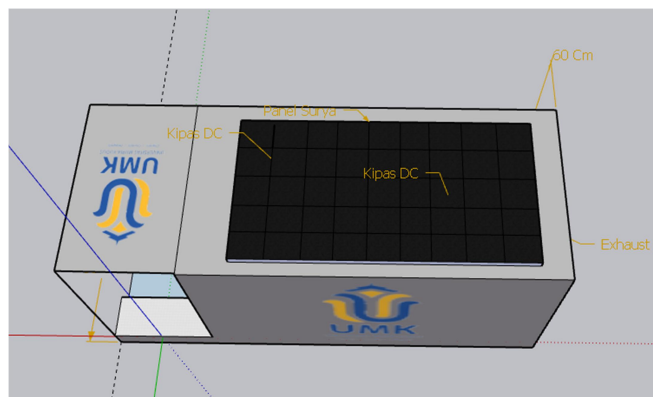 60 Cm
Panel Surya
Kipas DC
UMK
Kipas DC
Exhaust
UMK